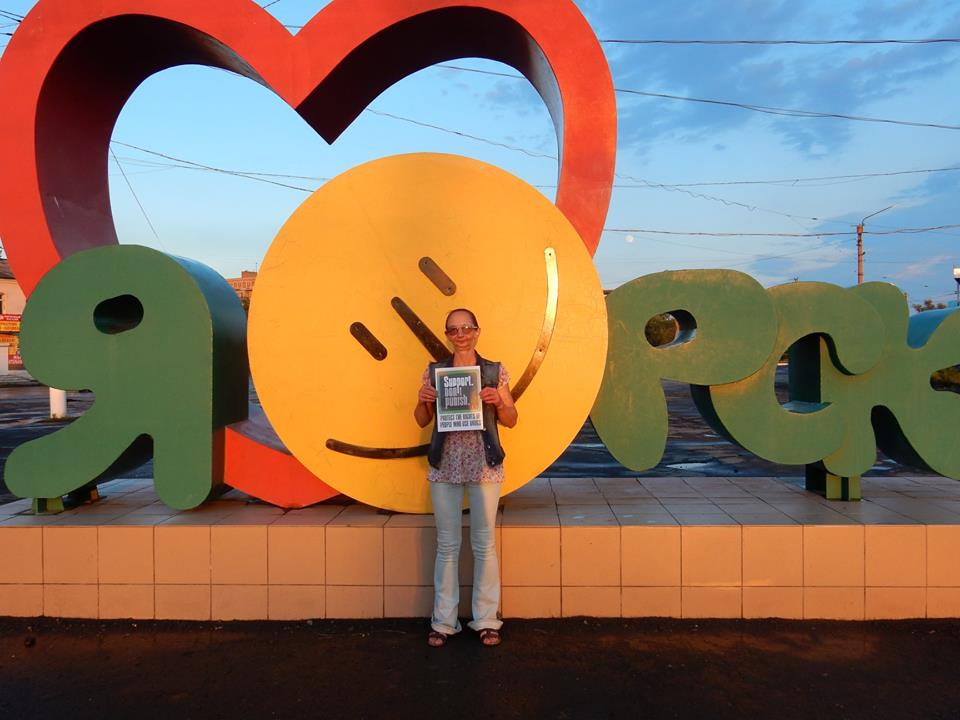 Я Орск
Support.
Don't
punish.
PROTECT THE RIGHTS OF
PEOPLE WHO USE DRUGS